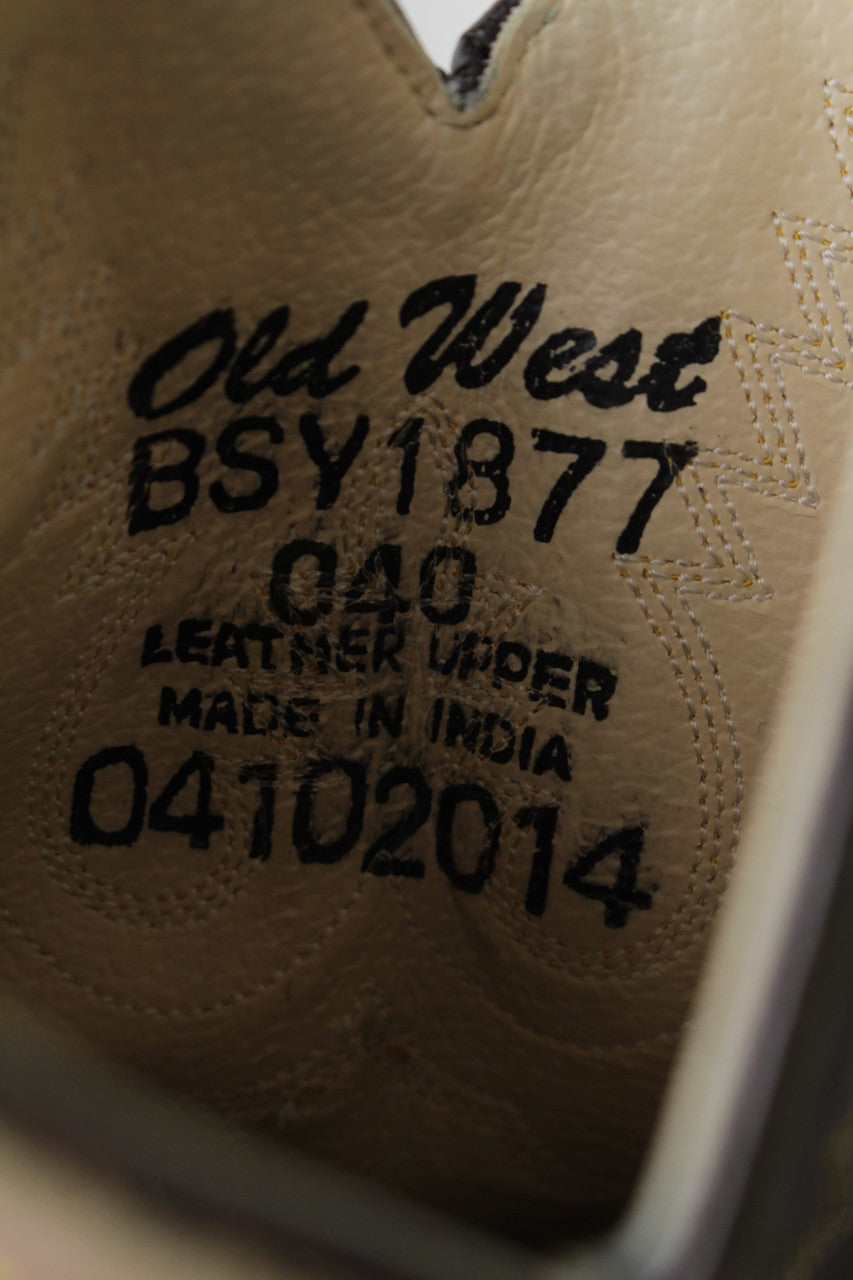 Old West
BSY1877
040
LEATHER UPPER
MADE IN INDIA
04102014